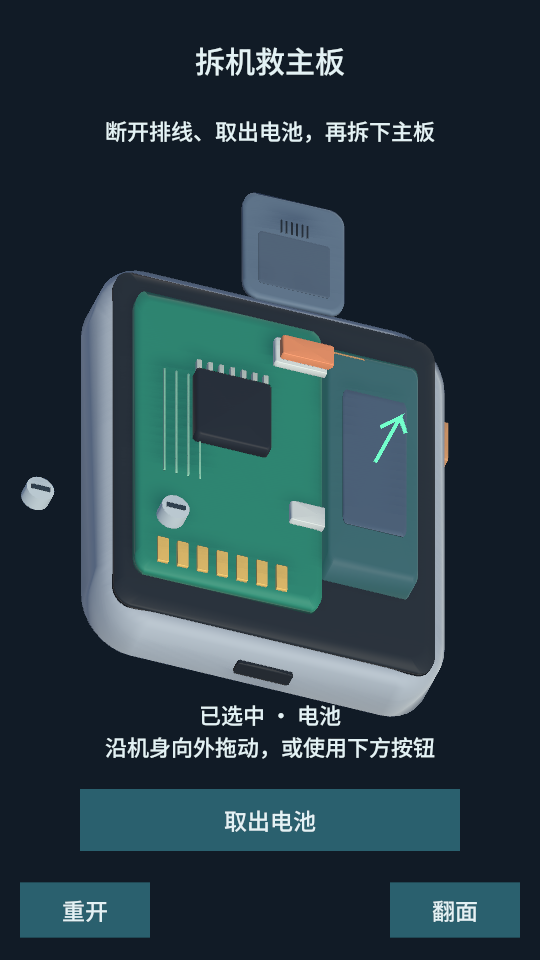 拆机救主板
断开排线、取出电池，再拆下主板
已选中 · 电池
沿机身向外拖动，或使用下方按钮
取出电池
重开
翻面